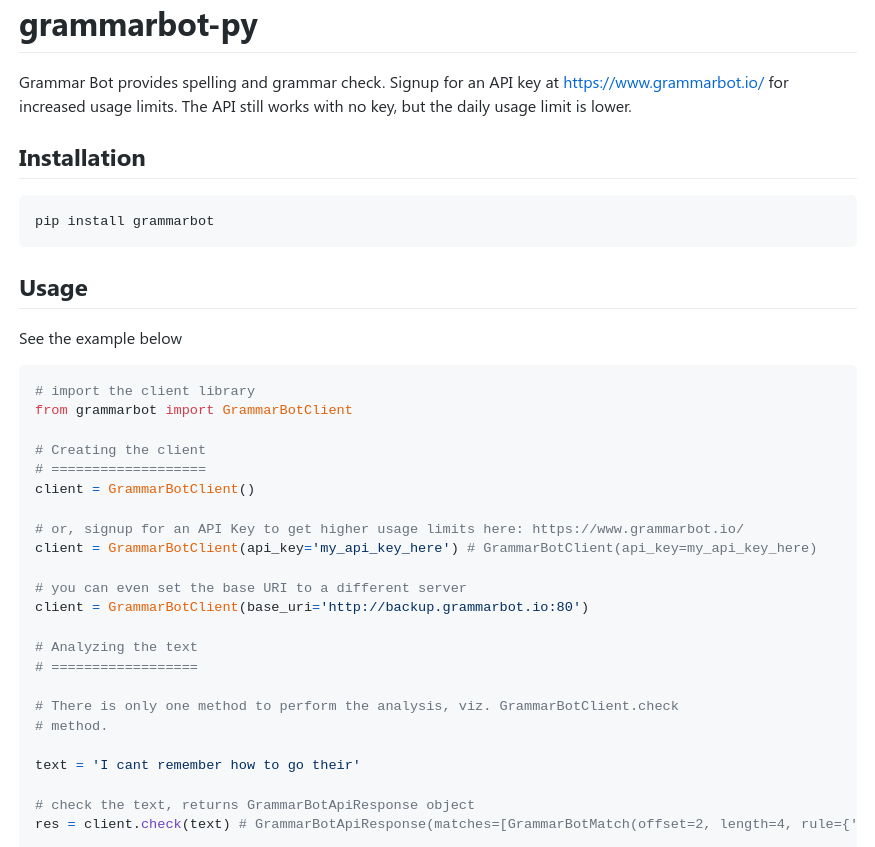 grammarbot-py
Grammar Bot provides spelling and grammar check. Signup for an API key at https://www.grammarbot.io/ for
increased usage limits. The API still works with no key, but the daily usage limit is lower.
Installation
pip install grammarbot
Usage
See the example below
# import the client library
from grammarbot import GrammarBotClient
# Creating the client
# ===================
client = GrammarBotClient()
# or, signup for an API Key to get higher usage limits here: https://www.grammarbot.io/
client = GrammarBotClient(api_key='my_api_key_here') # GrammarBotClient(api_key=my_api_key_here)
# you can even set the base URI to a different server
client = GrammarBotClient(base_uri='http://backup.grammarbot.io:80')
# Analyzing the text
# ==================
# There is only one method to perform the analysis, viz. GrammarBotClient.check
# method.
text = 'I cant remember how to go their'
# check the text, returns GrammarBotApiResponse object
res = client.check(text) # GrammarBotApiResponse(matches=[GrammarBotMatch(offset=2, length=4, rule={'